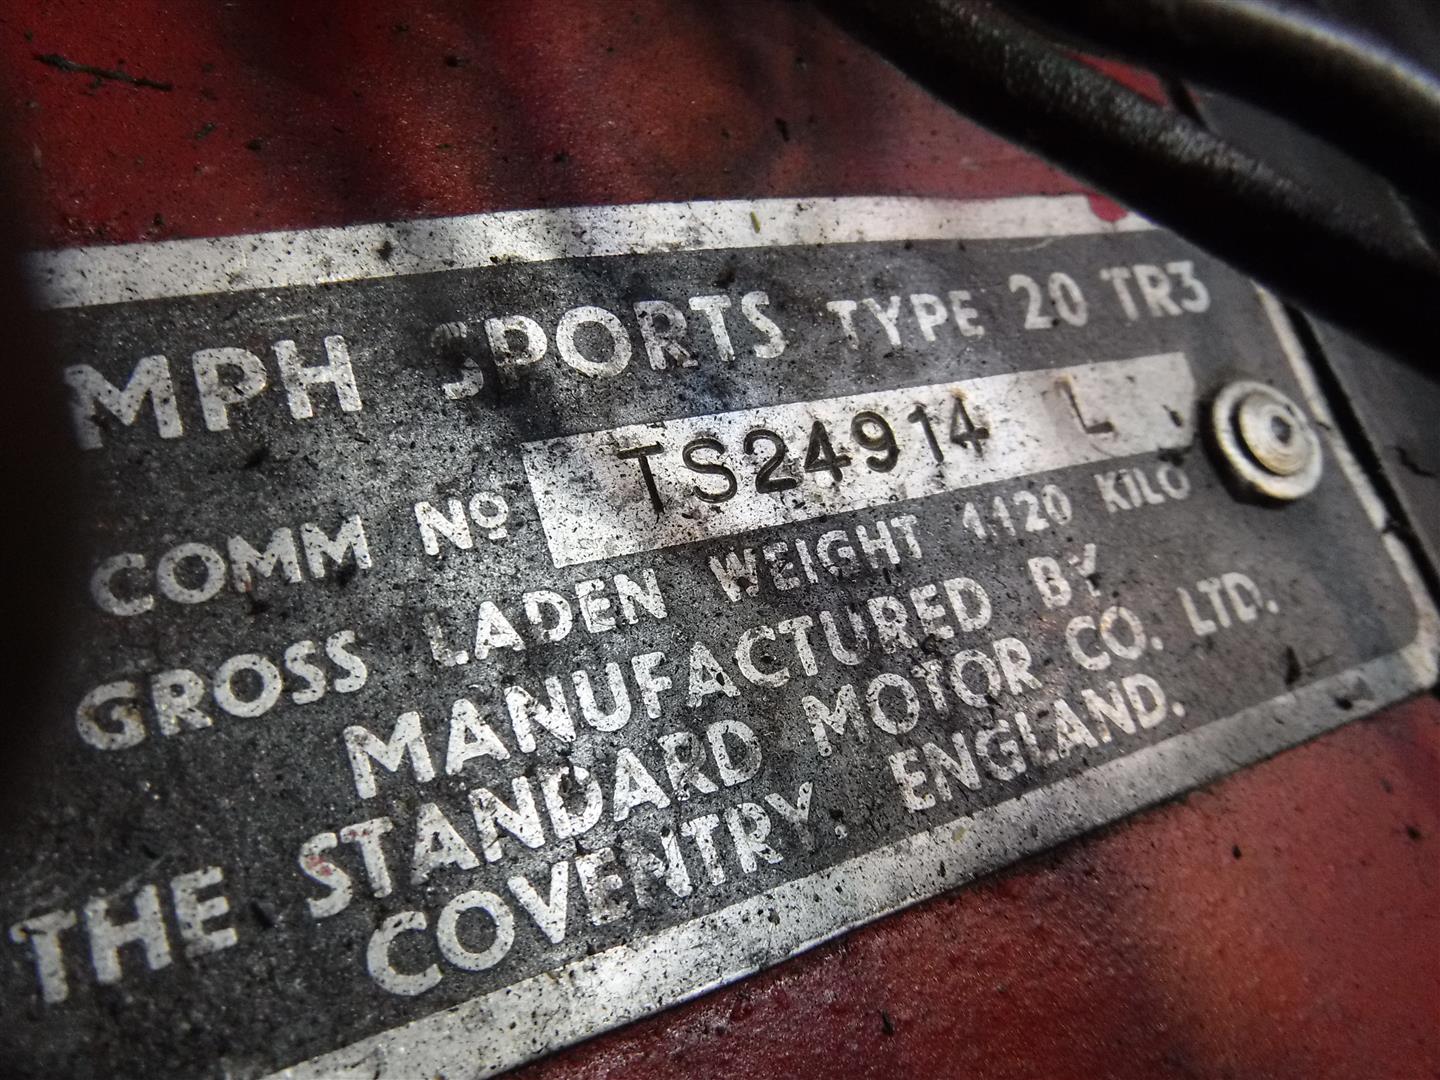 MPH SPORTS TYPE 20 TR3
COMM Nº TS24914 L
GROSS LADEN WEIGHT 1120 KILO
MANUFACTURED BY
THE STANDARD MOTOR CO. LTD.
COVENTRY, ENGLAND.